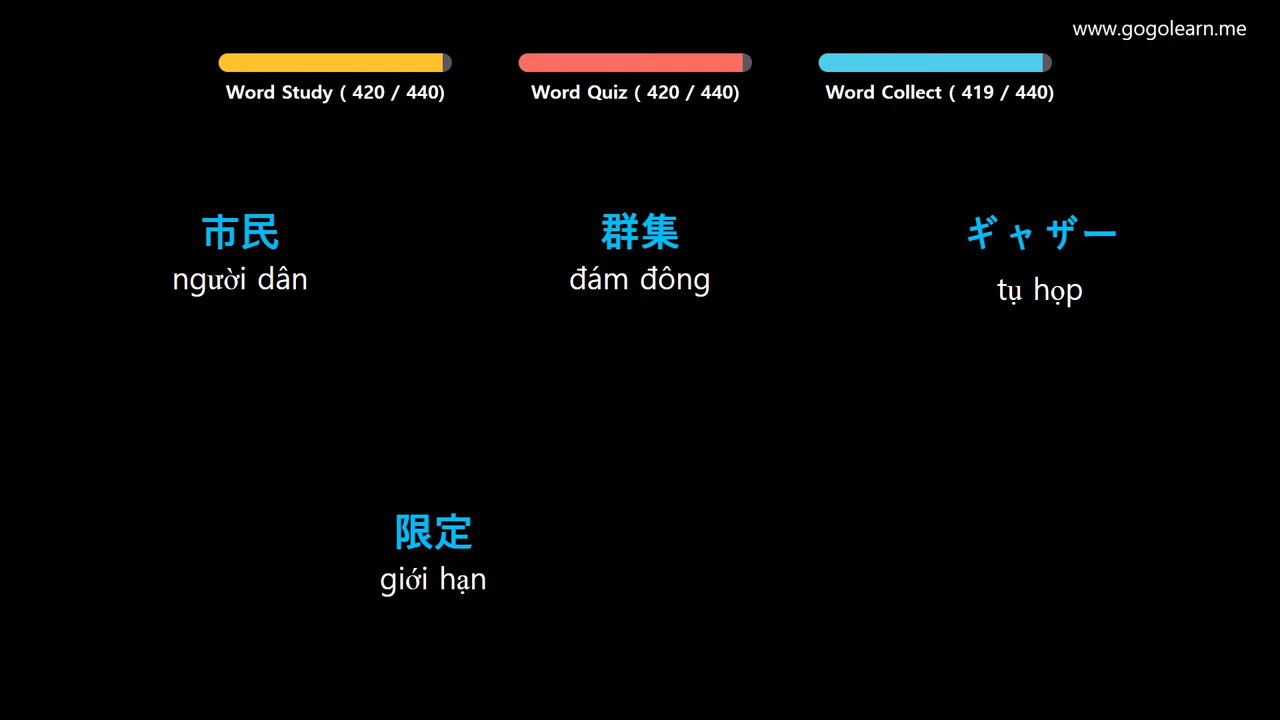 www.gogolearn.me
Word Study ( 420 / 440)
Word Quiz ( 420 / 440)
Word Collect ( 419 / 440)
市民
người dân
群集
đám đông
ギャザー
tụ họp
限定
giới hạn